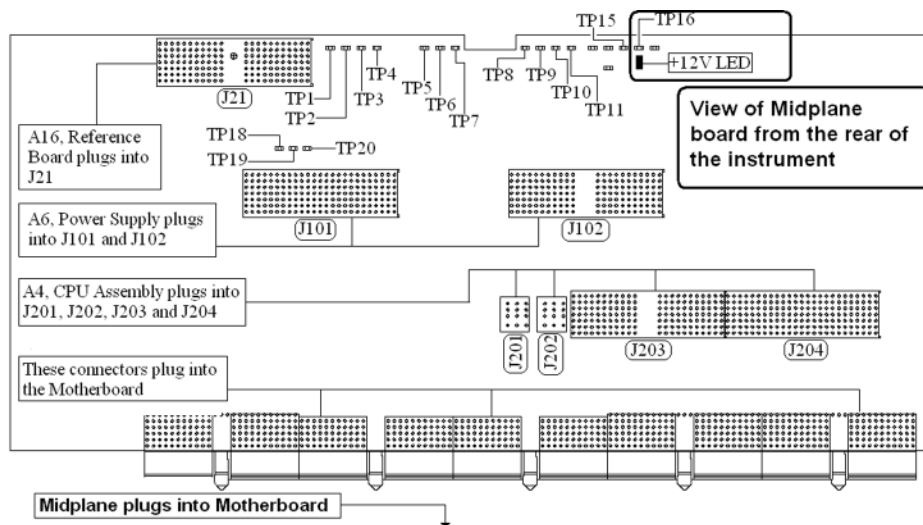 TP15
TP16
+12V LED
TP1
TP2
TP3
TP4
TP5
TP6
TP7
TP8
TP9
TP10
TP11
J21
View of Midplane
board from the rear of
the instrument
A16, Reference
Board plugs into
J21
TP18
TP19
TP20
J101
J102
A6, Power Supply plugs
into J101 and J102
A4, CPU Assembly plugs into
J201, J202, J203 and J204
J201
J202
J203
J204
These connectors plug into
the Motherboard
Midplane plugs into Motherboard